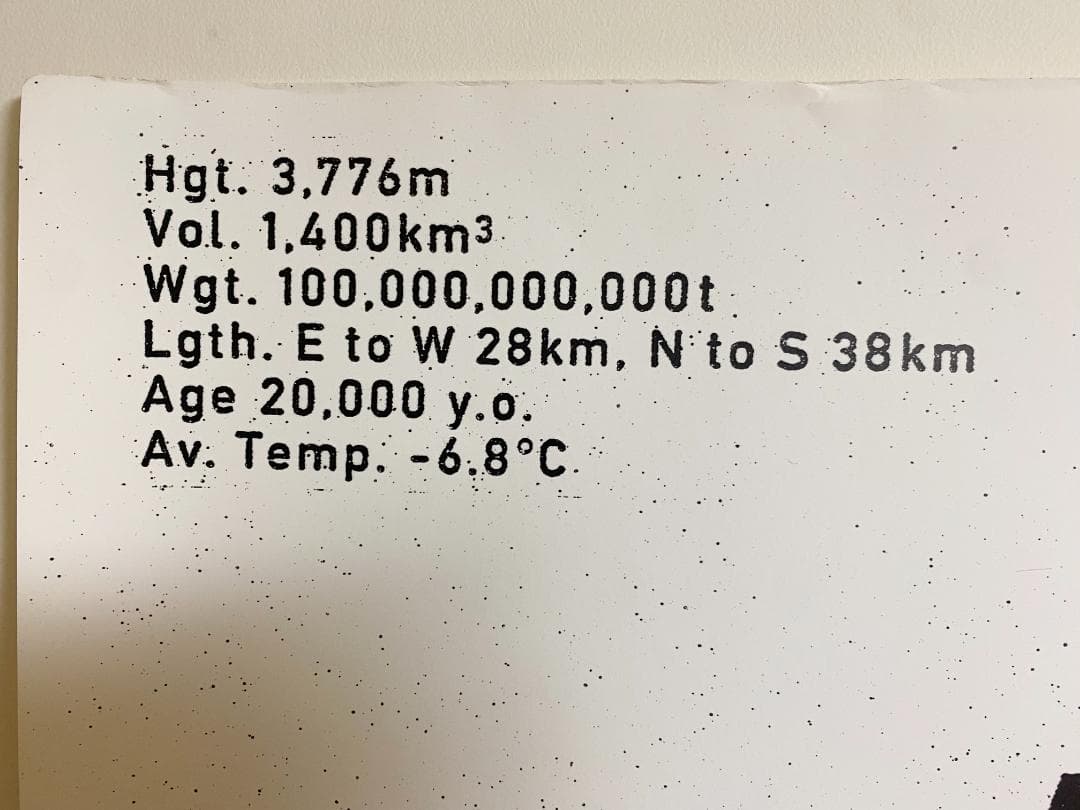 Hgt. 3,776m
Vol. 1,400km³
Wgt. 100,000,000,000t
Lgth. E to W 28km, N to S 38km
Age 20,000 y.o.
Av. Temp. -6.8°C